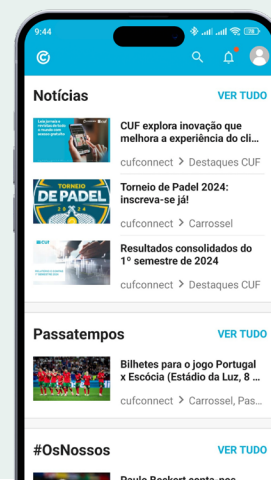 9:44
Notícias
VER TUDO
CUF explora inovação que
melhora a experiência do cli...
cufconnect > Destaques CUF
TORNEIO
DE PADEL
2024
Torneio de Padel 2024:
inscreva-se já!
cufconnect > Carrossel
Resultados consolidados do
1º semestre de 2024
cufconnect > Destaques CUF
Passatempos
VER TUDO
Bilhetes para o jogo Portugal
x Escócia (Estádio da Luz, 8 ...
cufconnect > Carrossel, Pas...
#OsNossos
VER TUDO